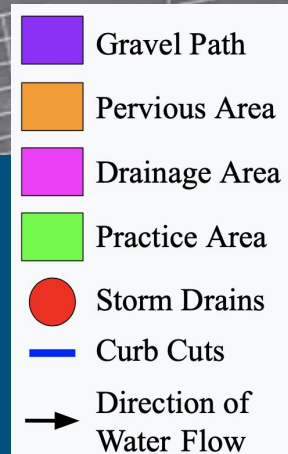 Gravel Path
Pervious Area
Drainage Area
Practice Area
Storm Drains
Curb Cuts
Direction of
Water Flow